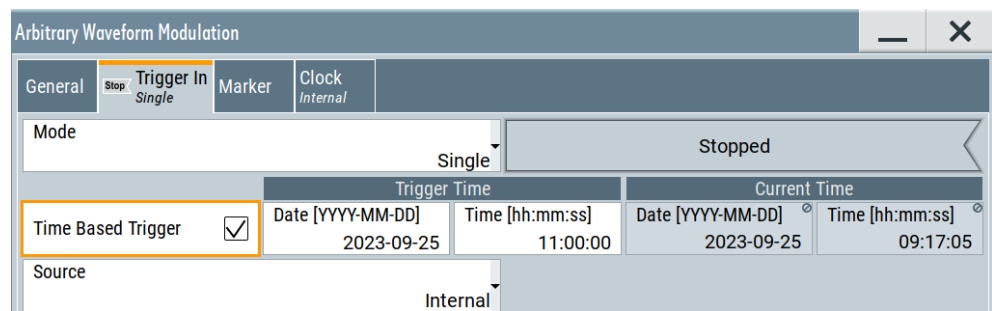 Arbitrary Waveform Modulation
General Stop Trigger In Marker Clock
Single Internal
Mode
Single
Stopped
Trigger Time Current Time
Time Based Trigger
Date [YYYY-MM-DD] Time [hh:mm:ss] Date [YYYY-MM-DD] Time [hh:mm:ss]
2023-09-25 11:00:00 2023-09-25 09:17:05
Source
Internal